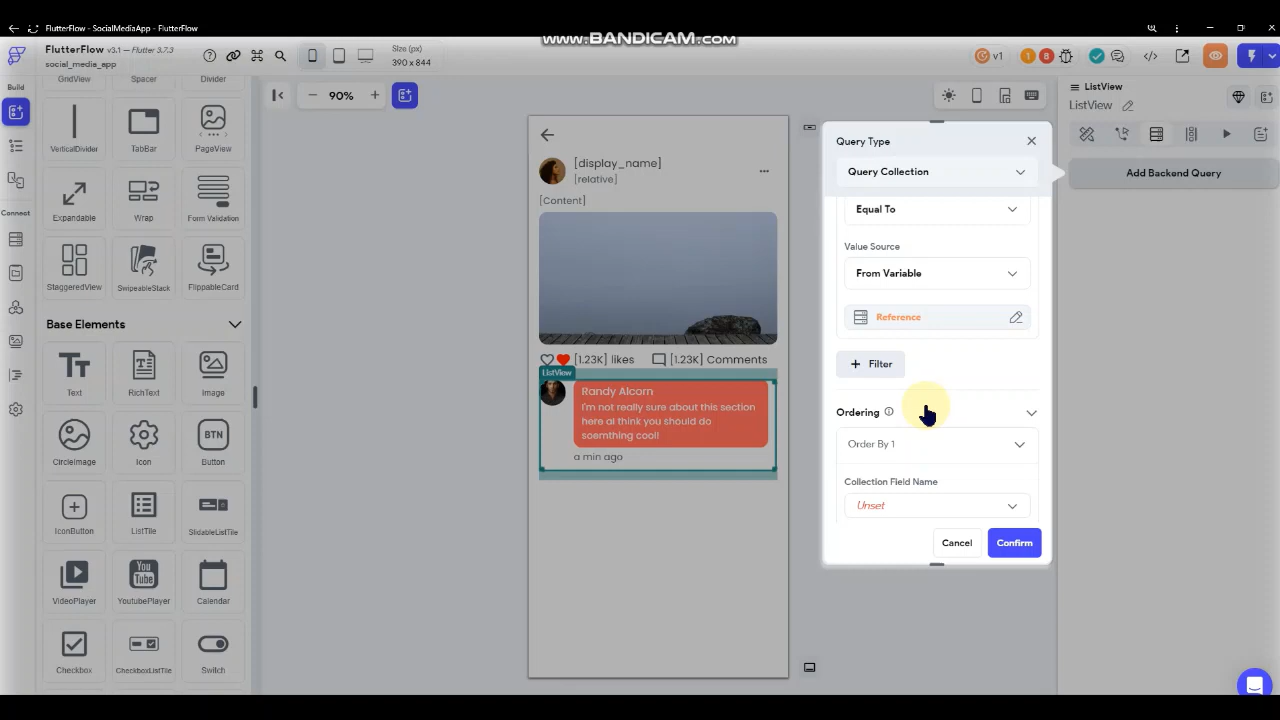 FlutterFlow - SocialMediaApp - FlutterFlow
www.BANDICAM.com
FlutterFlow v3.1 - Flutter 3.7.3
social_media_app
Size (px)
390 x 844
v1
1
8
Build
Connect
GridView
Spacer
Divider
VerticalDivider
TabBar
PageView
Expandable
Wrap
Form Validation
StaggeredView
SwipeableStack
FlippableCard
Base Elements
Text
RichText
Image
CircleImage
Icon
BTN
Button
IconButton
ListTile
SlidableListTile
VideoPlayer
You
Tube
YoutubePlayer
Calendar
Checkbox
CheckboxListTile
Switch
90%
[display_name]
[relative]
[Content]
[1.23K] likes
[1.23K] Comments
ListView
Randy Alcorn
I'm not really sure about this section
here aI think you should do
soemthing cool!
a min ago
Query Type
Query Collection
Equal To
Value Source
From Variable
Reference
+ Filter
Ordering
Order By 1
Collection Field Name
Unset
Cancel
Confirm
ListView
ListView
Add Backend Query